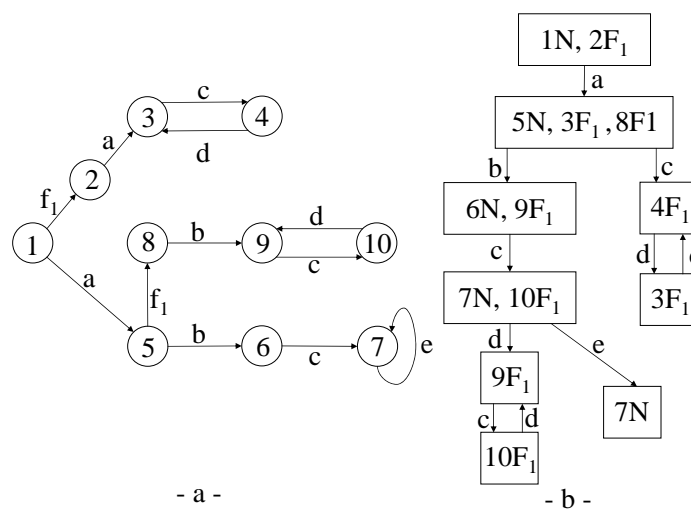 1N, 2F₁
a
c
3
4
5N, 3F₁ ,8F1
a
d
b
c
2
f₁
4F₁
6N, 9F₁
8
d
1
b
9
10
c
d
c
a
f₁
7N, 10F₁
3F₁
b
5
6
7
e
d
e
c
9F₁
7N
c
d
10F₁
- a -
- b -